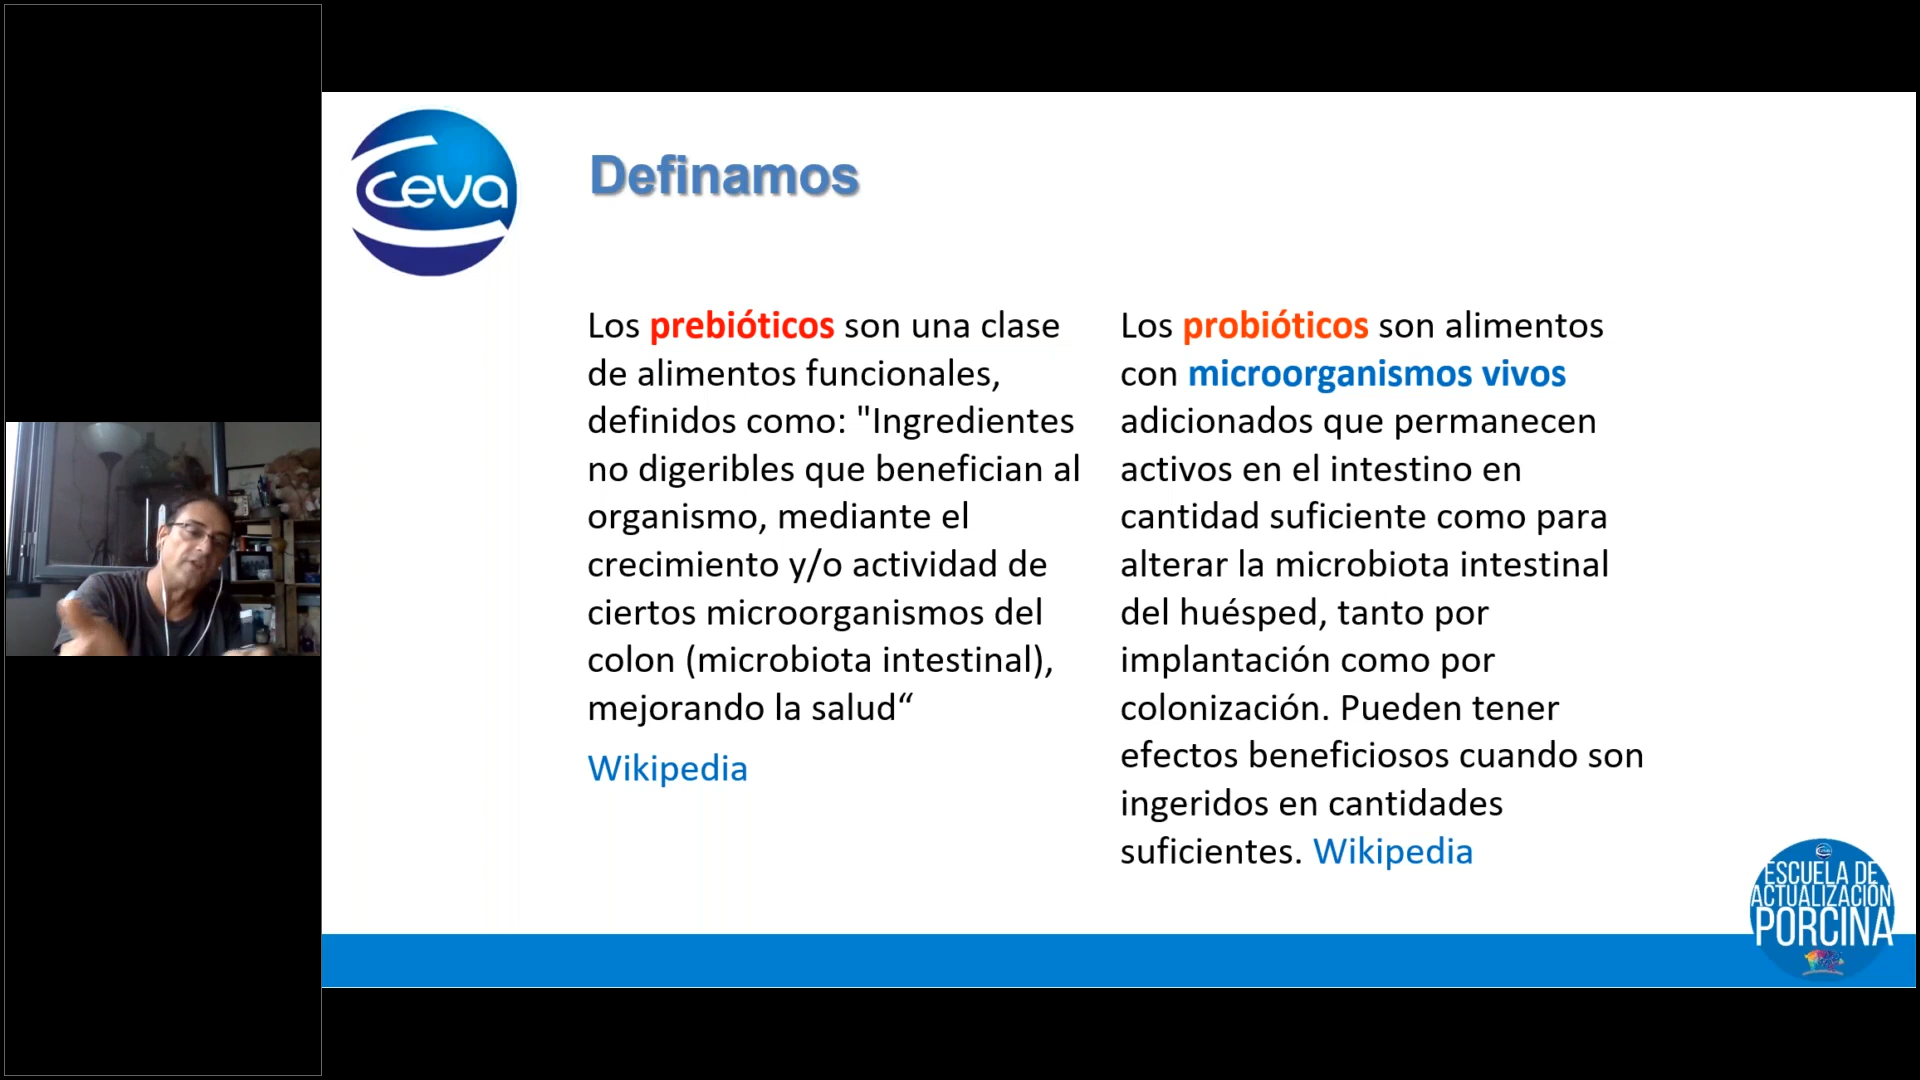 Ceva
Definamos
Los prebióticos son una clase
de alimentos funcionales,
definidos como: "Ingredientes
no digeribles que benefician al
organismo, mediante el
crecimiento y/o actividad de
ciertos microorganismos del
colon (microbiota intestinal),
mejorando la salud“
Wikipedia
Los probióticos son alimentos
con microorganismos vivos
adicionados que permanecen
activos en el intestino en
cantidad suficiente como para
alterar la microbiota intestinal
del huésped, tanto por
implantación como por
colonización. Pueden tener
efectos beneficiosos cuando son
ingeridos en cantidades
suficientes. Wikipedia
ESCUELA DE
ACTUALIZACIÓN
PORCINA